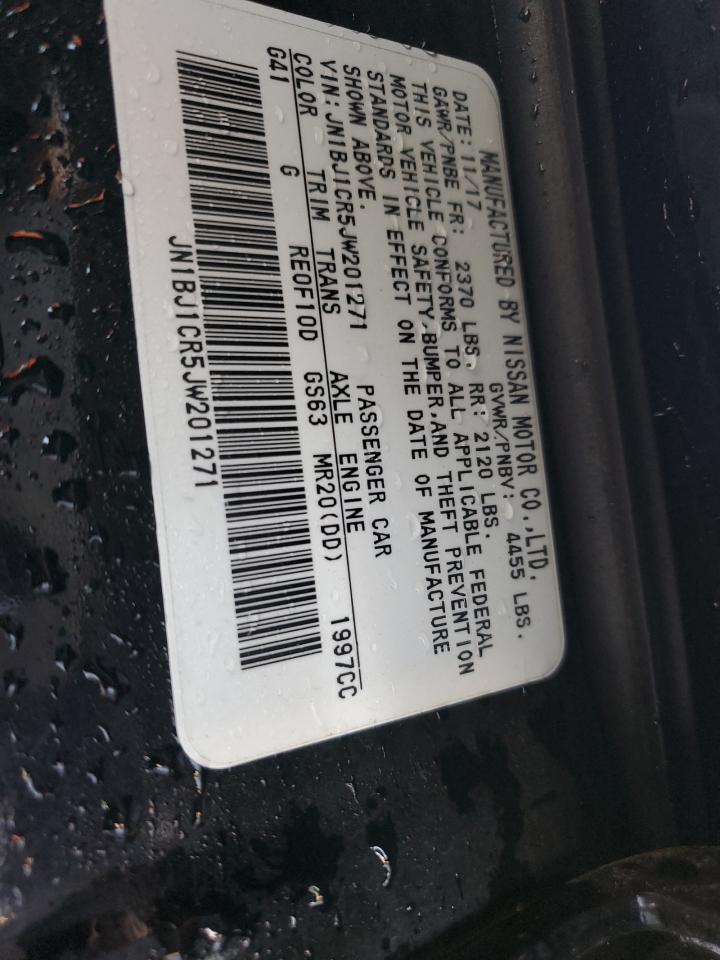 MANUFACTURED BY NISSAN MOTOR CO.,LTD.
DATE: 11/17 GVWR/PNBV: 4455 LBS.
GAWR/PNBE FR: 2370 LBS. RR: 2120 LBS.
THIS VEHICLE CONFORMS TO ALL APPLICABLE FEDERAL
MOTOR VEHICLE SAFETY,BUMPER,AND THEFT PREVENTION
STANDARDS IN EFFECT ON THE DATE OF MANUFACTURE
SHOWN ABOVE.
VIN: JN1BJ1CR5JW201271 PASSENGER CAR
COLOR TRIM TRANS AXLE ENGINE
G41 G RE0F10D GS63 MR20(DD) 1997CC
JN1BJ1CR5JW201271